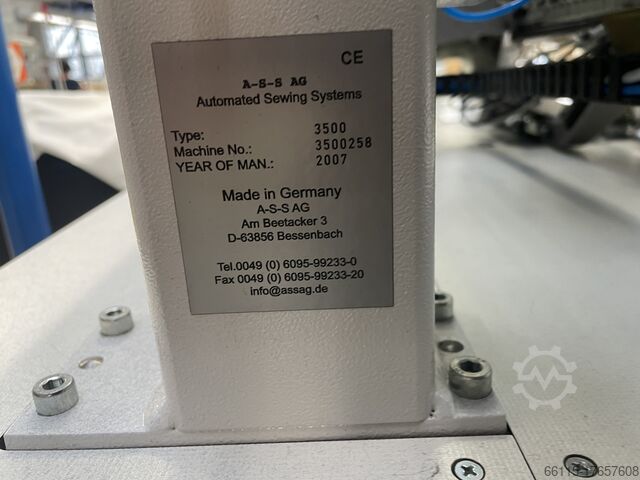 CE
A-S-S AG
Automated Sewing Systems
Type: 3500
Machine No.: 3500258
YEAR OF MAN.: 2007
Made in Germany
A-S-S AG
Am Beetacker 3
D-63856 Bessenbach
Tel.0049 (0) 6095-99233-0
Fax 0049 (0) 6095-99233-20
info@assag.de